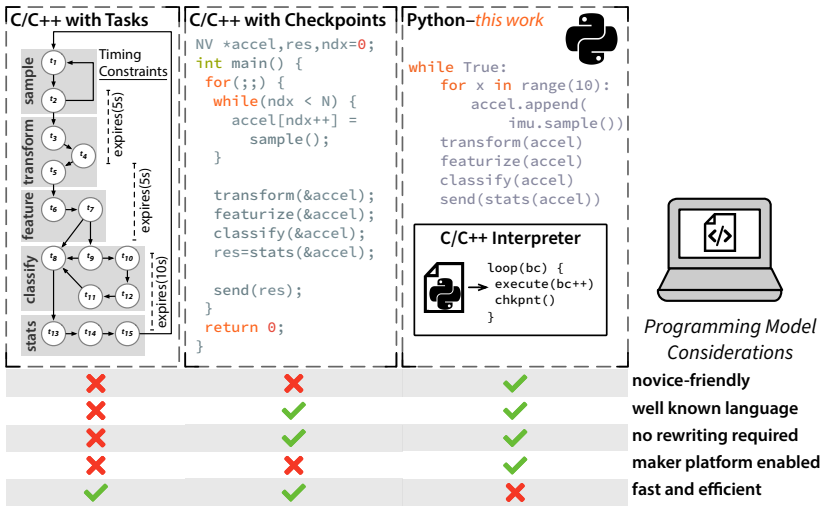 C/C++ with Tasks
Timing
Constraints
sample
t1
t2
expires(5s)
transform
t3
t4
t5
expires(5s)
feature
t6
t7
classify
t8
t9
t10
t11
t12
expires(10s)
stats
t13
t14
t15
C/C++ with Checkpoints
NV *accel,res,ndx=0;
int main() {
for(;;) {
while(ndx < N) {
accel[ndx++] =
sample();
}
transform(&accel);
featurize(&accel);
classify(&accel);
res=stats(&accel);
send(res);
}
return 0;
}
Python–this work
while True:
for x in range(10):
accel.append(
imu.sample())
transform(accel)
featurize(accel)
classify(accel)
send(stats(accel))
C/C++ Interpreter
loop(bc) {
execute(bc++)
chkpnt()
}
</>
Programming Model
Considerations
novice-friendly
well known language
no rewriting required
maker platform enabled
fast and efficient